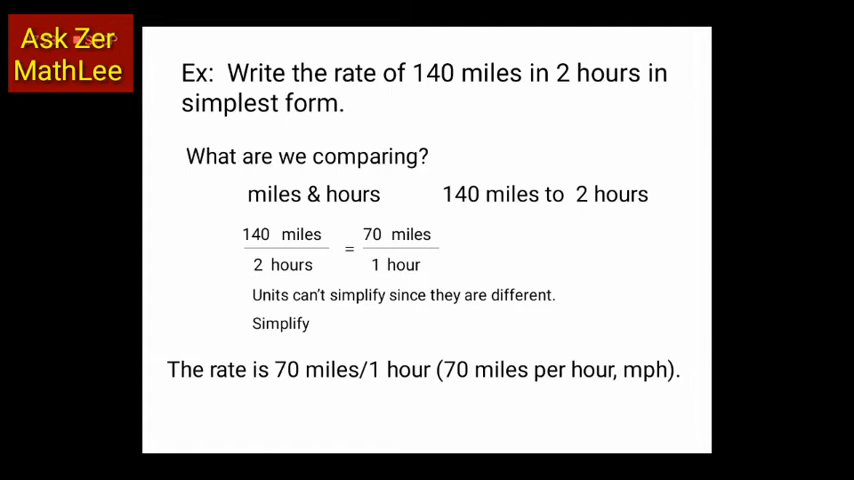 Ask Zer
MathLee
Ex: Write the rate of 140 miles in 2 hours in
simplest form.
What are we comparing?
miles & hours 140 miles to 2 hours
140 miles = 70 miles
2 hours 1 hour
Units can't simplify since they are different.
Simplify
The rate is 70 miles/1 hour (70 miles per hour, mph).